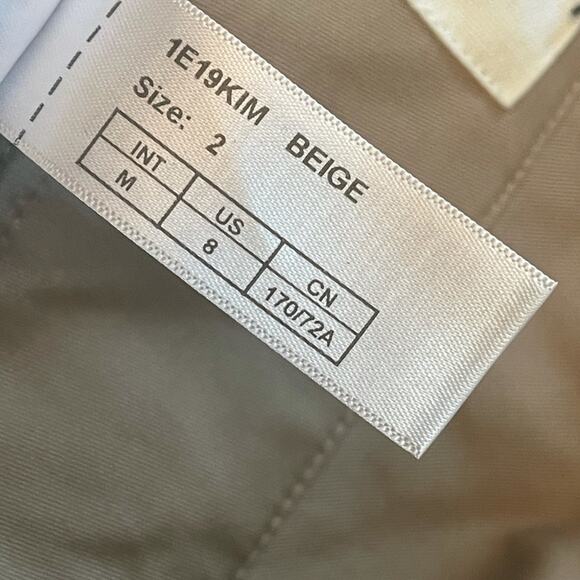 1E19KIM BEIGE
Size: 2
INT US CN
M 8 170/72A